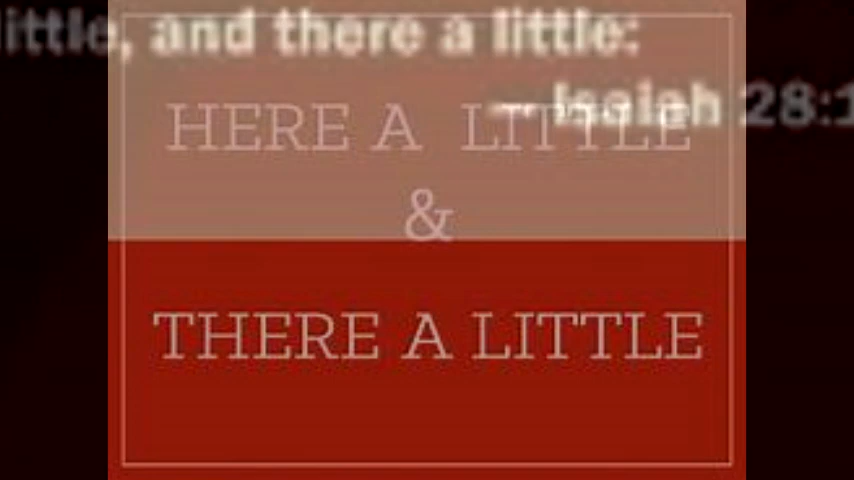 little, and there a little:
— Isaiah 28:1
HERE A LITTLE
&
THERE A LITTLE